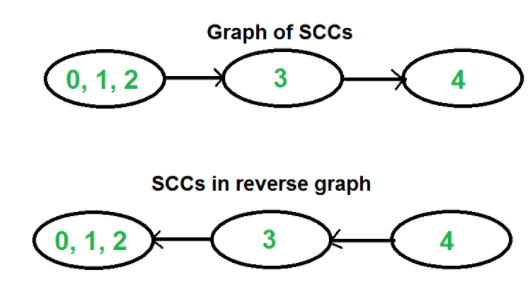 Graph of SCCs
0, 1, 2 3 4
SCCs in reverse graph
0, 1, 2 3 4